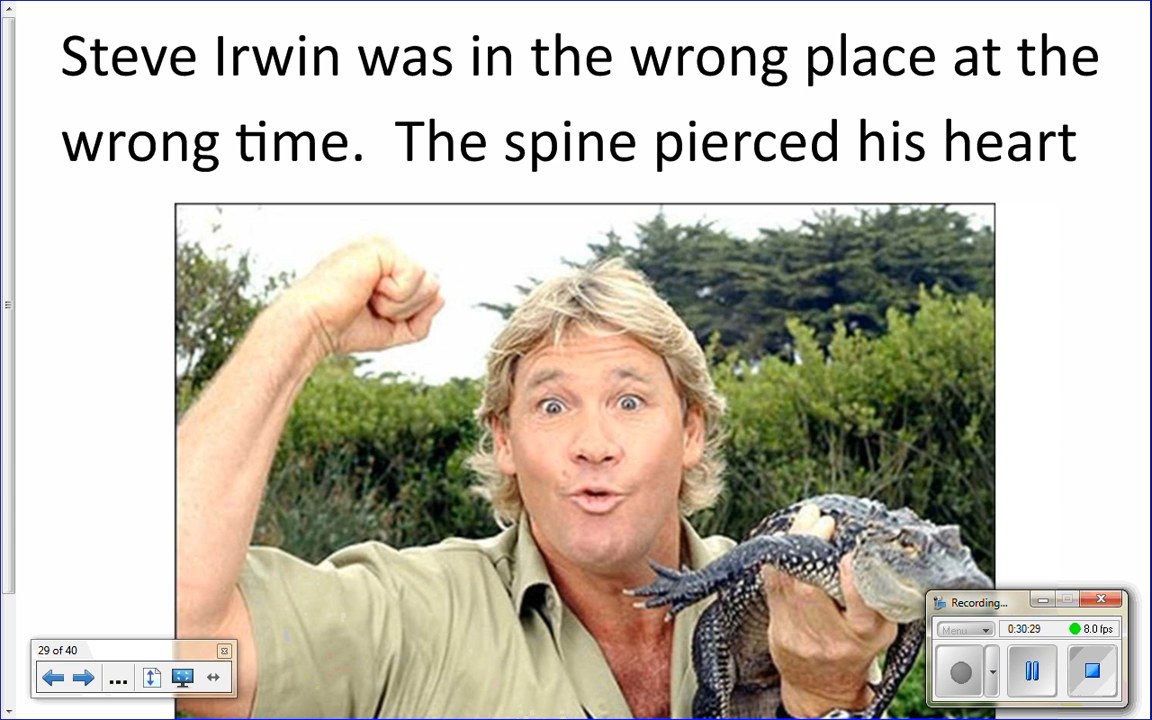 Steve Irwin was in the wrong place at the
wrong time.  The spine pierced his heart
29 of 40
...
Recording...
Menu
0:30:29
8.0 fps